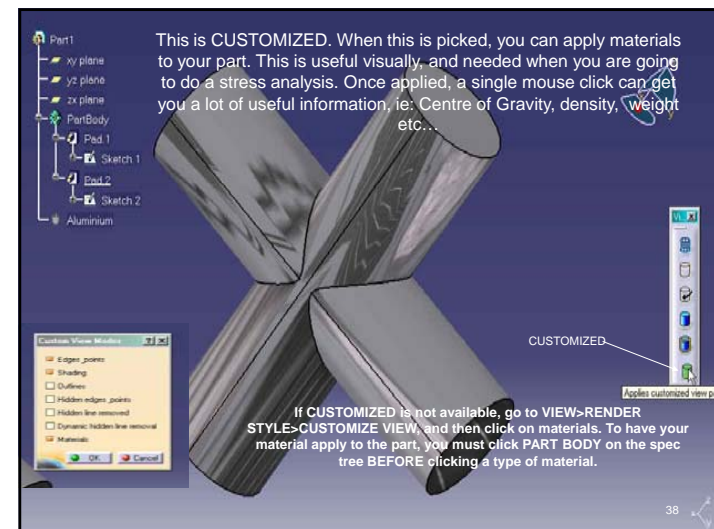 Part1
xy plane
yz plane
zx plane
PartBody
Pad.1
Sketch.1
Pad.2
Sketch.2
Aluminium
This is CUSTOMIZED. When this is picked, you can apply materials
to your part. This is useful visually, and needed when you are going
to do a stress analysis. Once applied, a single mouse click can get
you a lot of useful information, ie: Centre of Gravity, density, weight
etc…
Vi..
CUSTOMIZED
Applies customized view p
Custom View Modes
Edges_points
Shading
Outlines
Hidden edges_points
Hidden line removed
Dynamic hidden line removal
Materials
OK
Cancel
If CUSTOMIZED is not available, go to VIEW>RENDER
STYLE>CUSTOMIZE VIEW, and then click on materials. To have your
material apply to the part, you must click PART BODY on the spec
tree BEFORE clicking a type of material.
38